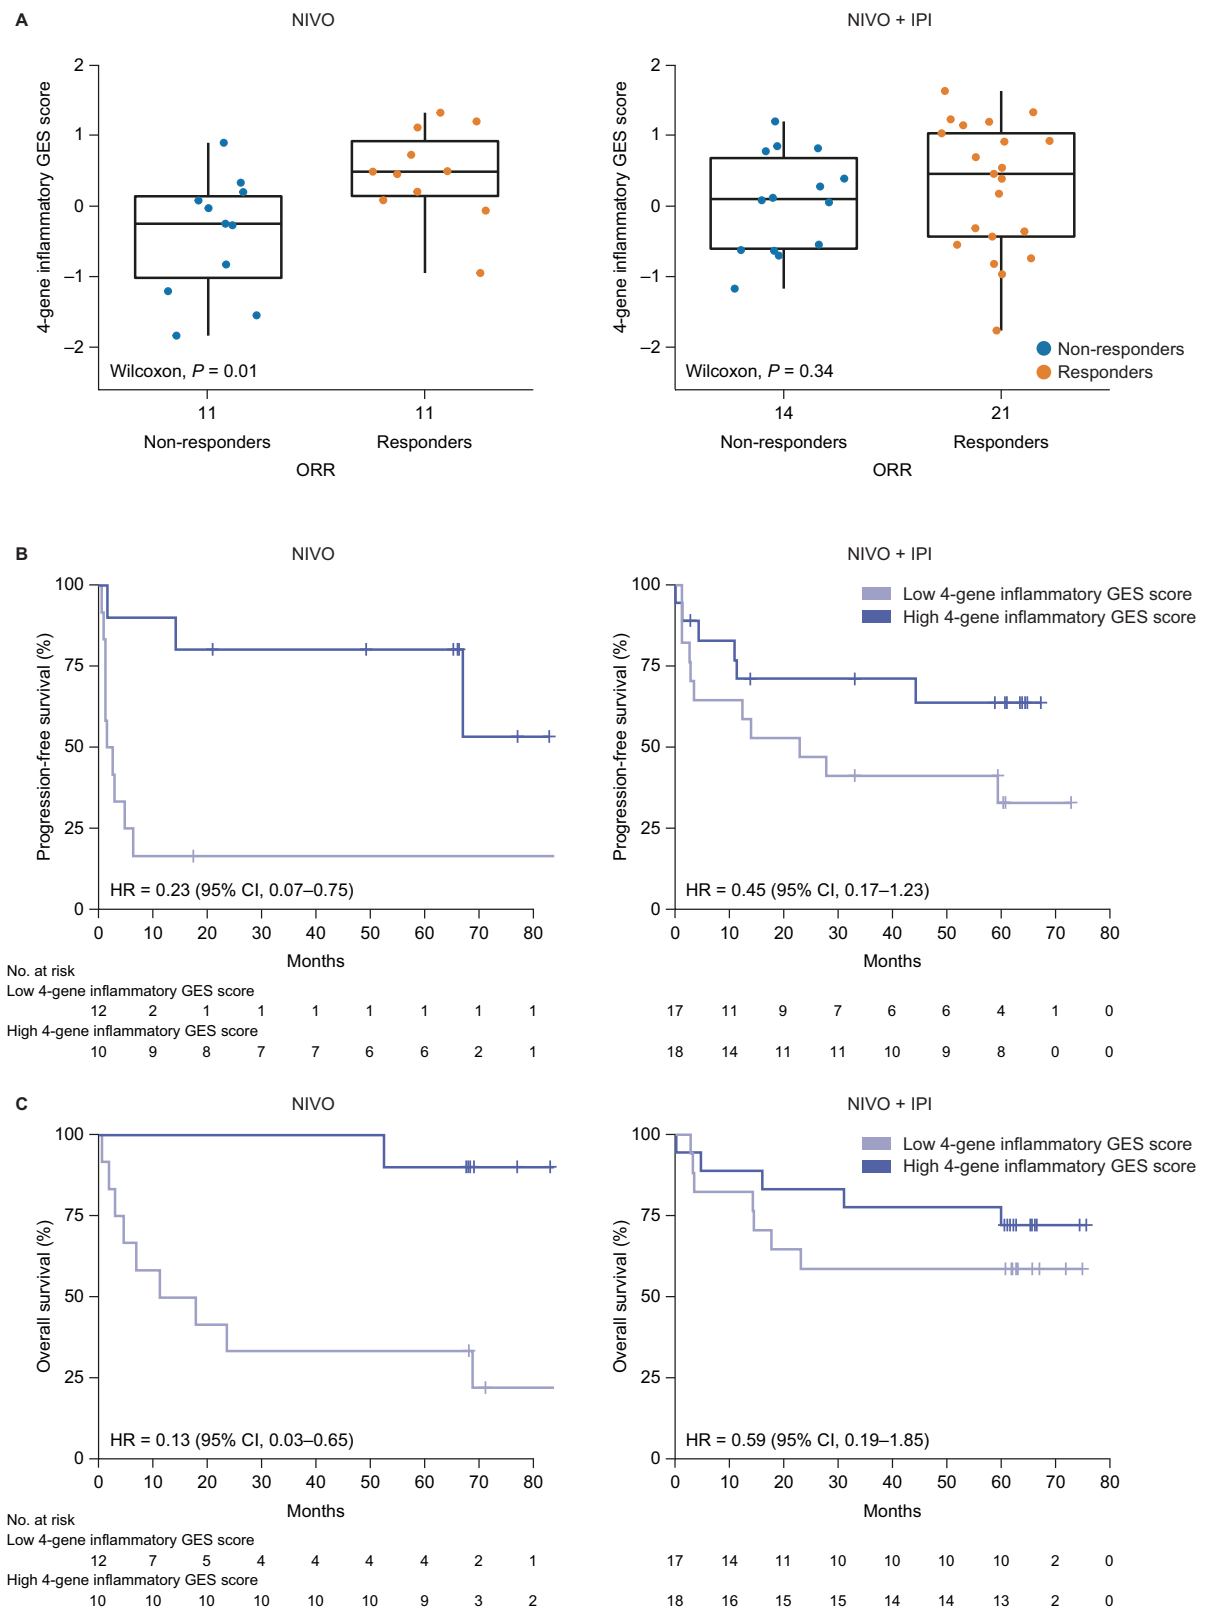 A
NIVO
NIVO + IPI
4-gene inflammatory GES score
2
1
0
–1
–2
Wilcoxon, P = 0.01
11
11
Non-responders
Responders
ORR
4-gene inflammatory GES score
2
1
0
–1
–2
Wilcoxon, P = 0.34
Non-responders
Responders
14
21
Non-responders
Responders
ORR
B
NIVO
NIVO + IPI
Progression-free survival (%)
100
75
50
25
0
HR = 0.23 (95% CI, 0.07–0.75)
0 10 20 30 40 50 60 70 80
Months
Progression-free survival (%)
100
75
50
25
0
Low 4-gene inflammatory GES score
High 4-gene inflammatory GES score
HR = 0.45 (95% CI, 0.17–1.23)
0 10 20 30 40 50 60 70 80
Months
No. at risk
Low 4-gene inflammatory GES score
12 2 1 1 1 1 1 1 1
17 11 9 7 6 6 4 1 0
High 4-gene inflammatory GES score
10 9 8 7 7 6 6 2 1
18 14 11 11 10 9 8 0 0
C
NIVO
NIVO + IPI
Overall survival (%)
100
75
50
25
0
HR = 0.13 (95% CI, 0.03–0.65)
0 10 20 30 40 50 60 70 80
Months
Overall survival (%)
100
75
50
25
0
Low 4-gene inflammatory GES score
High 4-gene inflammatory GES score
HR = 0.59 (95% CI, 0.19–1.85)
0 10 20 30 40 50 60 70 80
Months
No. at risk
Low 4-gene inflammatory GES score
12 7 5 4 4 4 4 2 1
17 14 11 10 10 10 10 2 0
High 4-gene inflammatory GES score
10 10 10 10 10 10 9 3 2
18 16 15 15 14 14 13 2 0